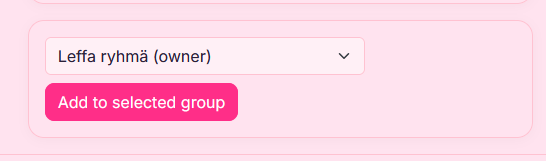 Leffa ryhmä (owner)
Add to selected group